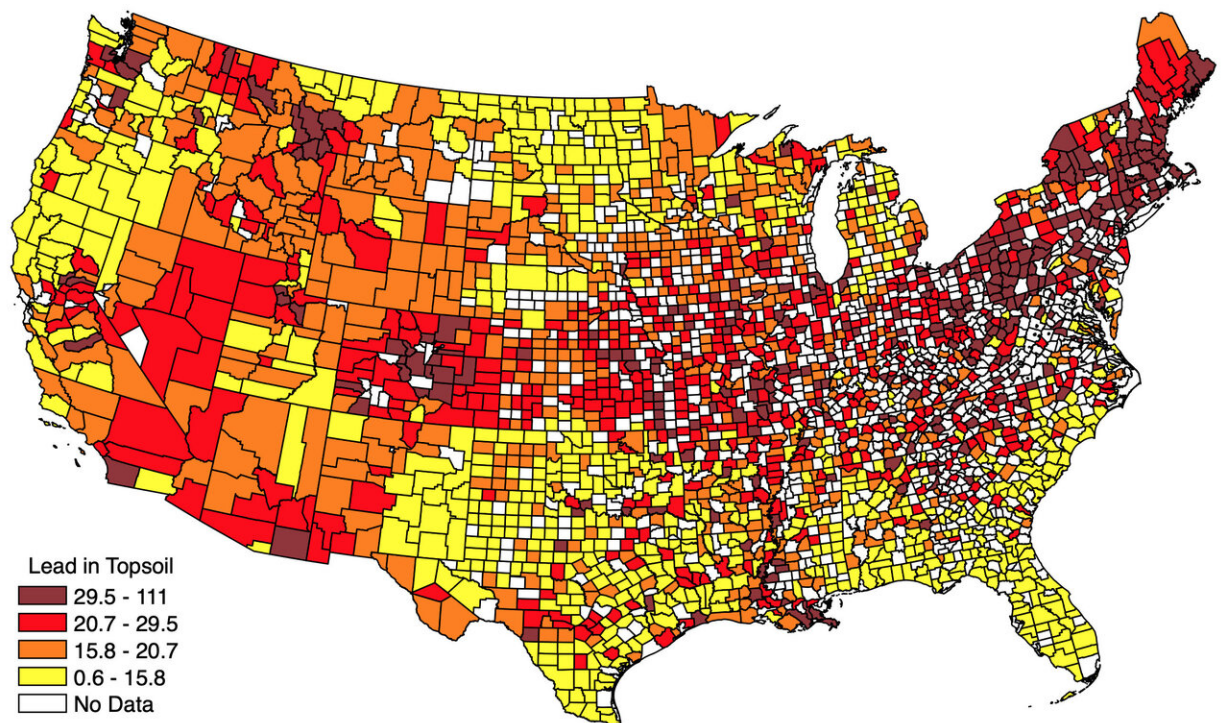 Lead in Topsoil
29.5 - 111
20.7 - 29.5
15.8 - 20.7
0.6 - 15.8
No Data